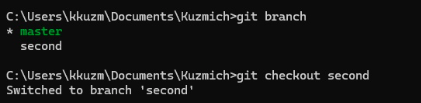 C:\Users\kkuzm\Documents\Kuzmich>git branch
* master
  second
C:\Users\kkuzm\Documents\Kuzmich>git checkout second
Switched to branch 'second'